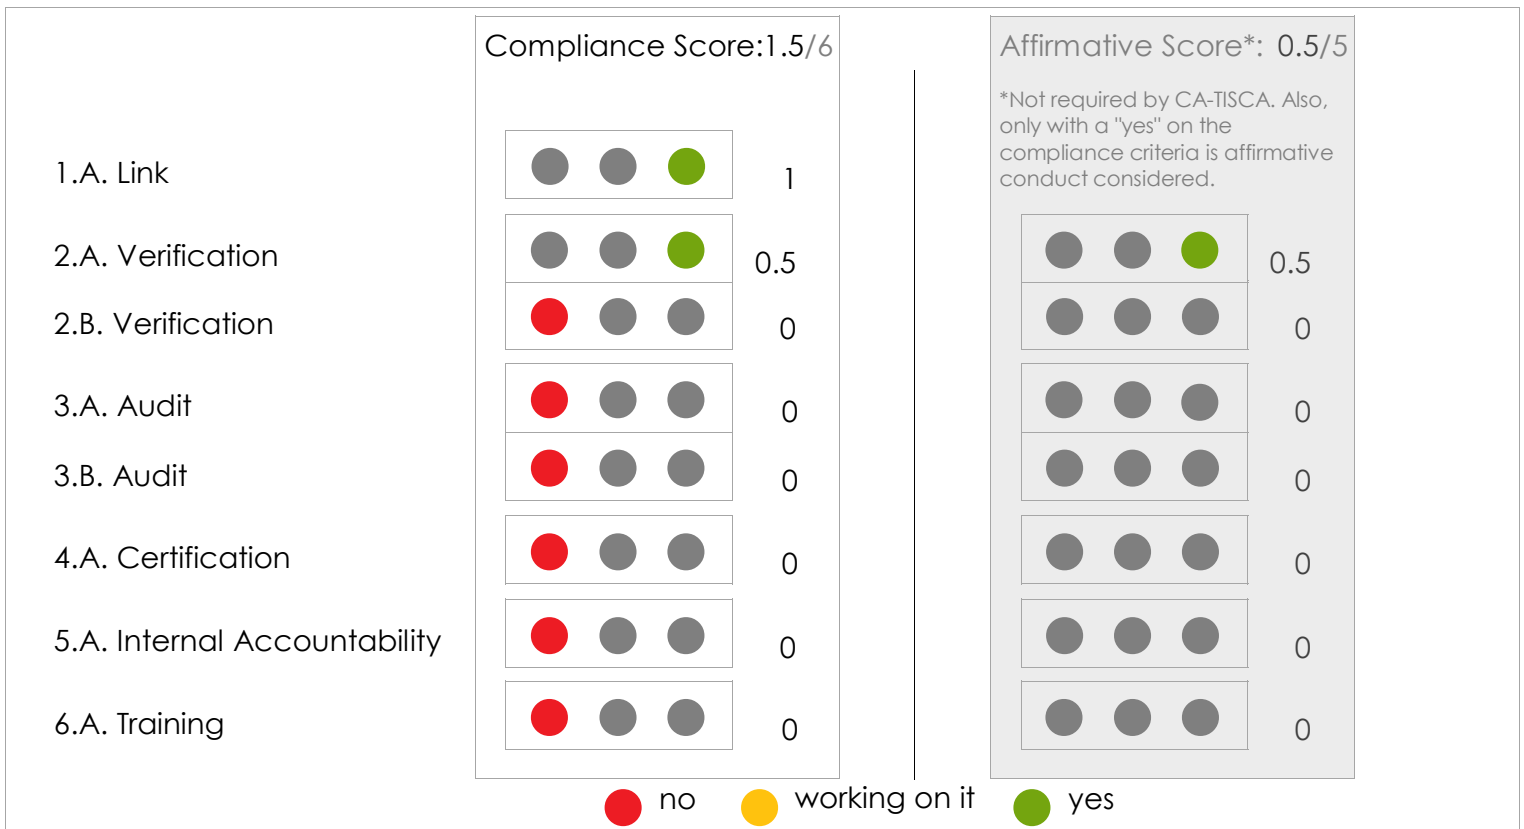 Compliance Score:1.5/6
Affirmative Score*: 0.5/5
*Not required by CA-TISCA. Also,
only with a "yes" on the
compliance criteria is affirmative
conduct considered.
1.A. Link 1
2.A. Verification 0.5 0.5
2.B. Verification 0 0
3.A. Audit 0 0
3.B. Audit 0 0
4.A. Certification 0 0
5.A. Internal Accountability 0 0
6.A. Training 0 0
no working on it yes